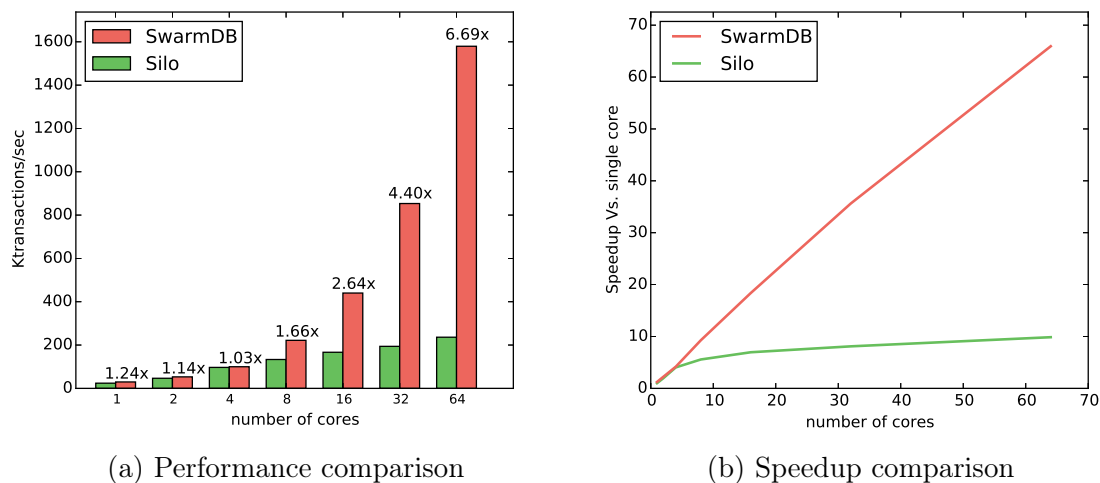 SwarmDB
Silo
6.69x
4.40x
2.64x
1.66x
1.03x
1.14x
1.24x
1600
1400
1200
1000
800
600
400
200
0
Ktransactions/sec
1 2 4 8 16 32 64
number of cores
(a) Performance comparison
SwarmDB
Silo
70
60
50
40
30
20
10
0
Speedup Vs. single core
0 10 20 30 40 50 60 70
number of cores
(b) Speedup comparison